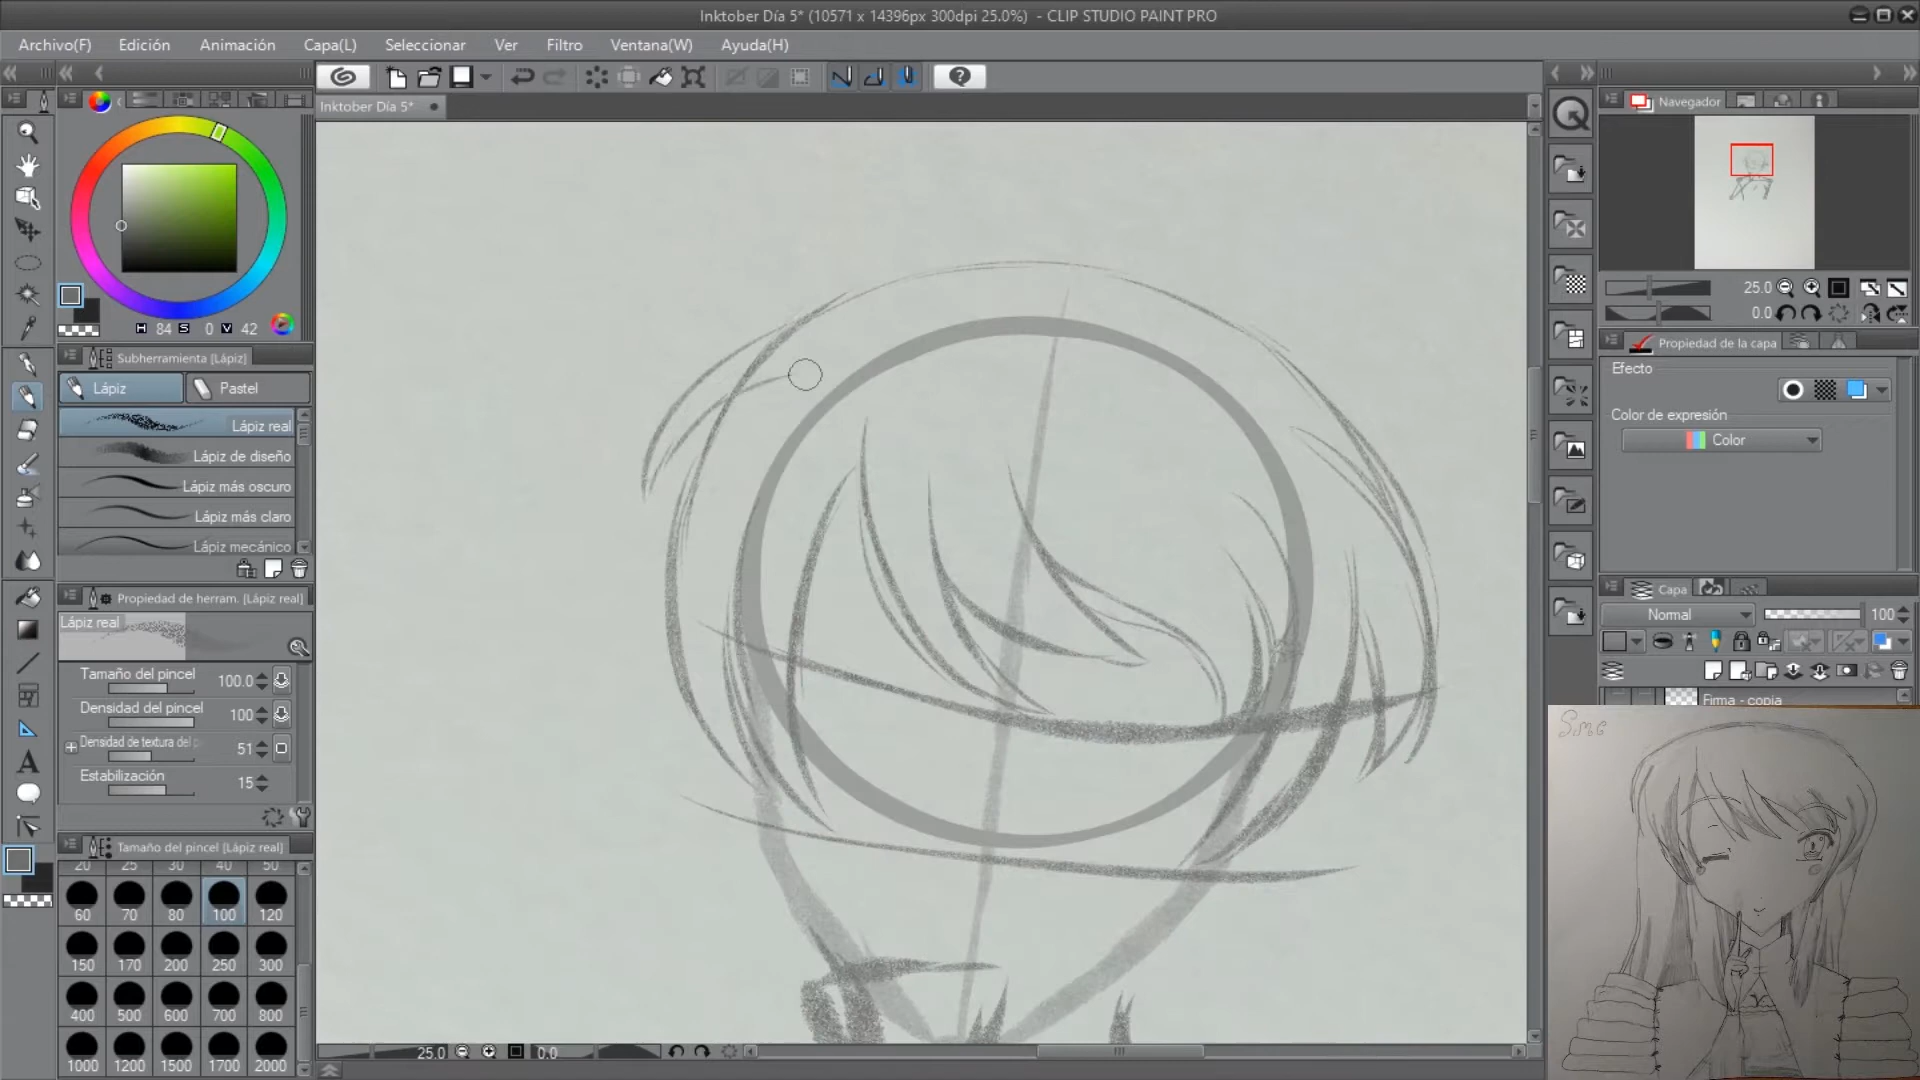 Inktober Día 5* (10571 x 14396px 300dpi 25.0%) - CLIP STUDIO PAINT PRO
Archivo(F) Edición Animación Capa(L) Seleccionar Ver Filtro Ventana(W) Ayuda(H)
Inktober Día 5*
Navegador
H 84 S 0 V 42
25.0
0.0
Subherramienta [Lápiz]
Lápiz Pastel
Lápiz real
Lápiz de diseño
Lápiz más oscuro
Lápiz más claro
Lápiz mecánico
Propiedad de la capa
Efecto
Color de expresión
Color
Propiedad de herram. [Lápiz real]
Lápiz real
Tamaño del pincel 100.0
Densidad del pincel 100
Densidad de textura del p 51
Estabilización 15
Capa
Normal 100
Firma - copia
Tamaño del pincel [Lápiz real]
20 25 30 40 50
60 70 80 100 120
150 170 200 250 300
400 500 600 700 800
1000 1200 1500 1700 2000
25.0 0.0